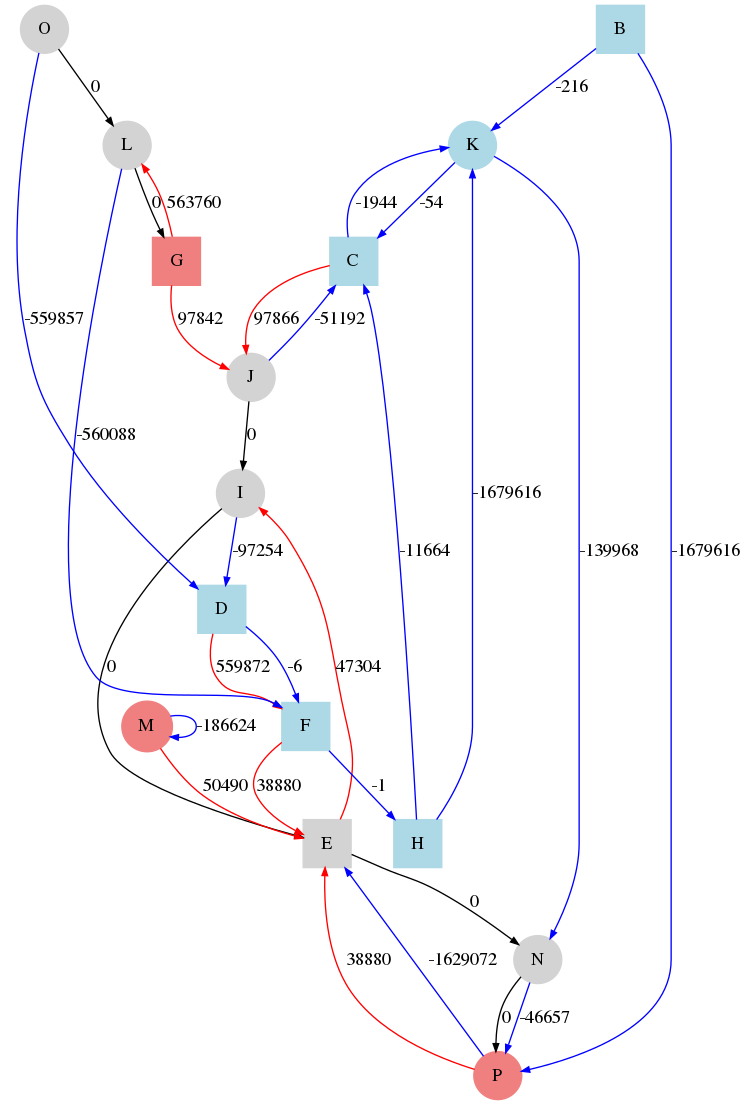 O
B
0
-216
L
K
0
563760
-1944
-54
G
C
-559857
97842
97866
-51192
J
-560088
0
I
-97254
-1679616
-11664
-139968
-1679616
D
0
559872
-6
47304
M
-186624
F
50490
38880
-1
E
H
0
38880
-1629072
N
0
-46657
P